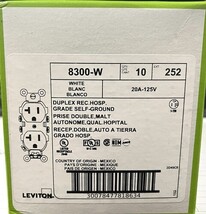 8300-W 10 252
WHITE
BLANC
BLANCO
20A-125V
DUPLEX REC.HOSP.
GRADE SELF-GROUND
PRISE DOUBLE,MALT
AUTONOME,QUAL.HOPITAL
RECEP.DOBLE,AUTO A TIERRA
GRADO HOSP.
COUNTRY OF ORIGIN - MEXICO
PAYS D'ORIGINE - MEXIQUE
PAIS DE ORIGEN - MEXICO
LEVITON
30078477818634